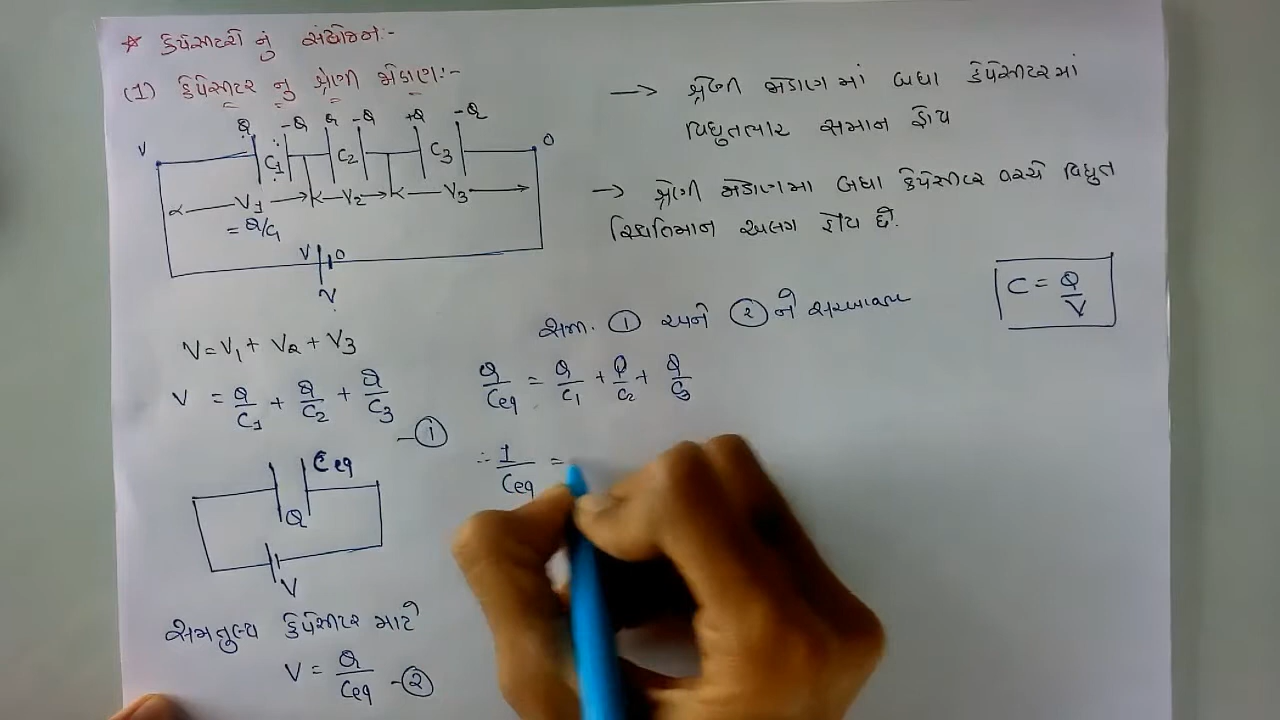 * કેપેસીટરો નું સંયોજન:-
(1) કેપેસીટર નુ શ્રેણી જોડાણ:-
Q -Q Q -Q +Q -Q
V C1 C2 C3 0
V1 V2 V3
= Q/C1
V 0
V
V = V1 + V2 + V3
V = Q/C1 + Q/C2 + Q/C3 — ①
Ceq
Q
V
સમતુલ્ય કેપેસીટર માટે
V = Q/Ceq - ②
→ શ્રેણી જોડાણ માં બધા કેપેસીટરમાં
વિદ્યુતભાર સમાન હોય
→ શ્રેણી જોડાણમા બધા કેપેસીટર વચ્ચે વિદ્યુત
સ્થિતિમાન અલગ હોય છે.
C = Q/V
સમ. ① અને ② ને સરખાવતા
Q/Ceq = Q/C1 + Q/C2 + Q/C3
∴ 1/Ceq =